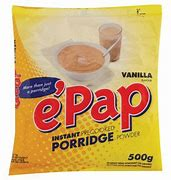 VANILLA
More than just
a porridge!
e'Pap
INSTANT PRECOOKED
PORRIDGE POWDER
500g